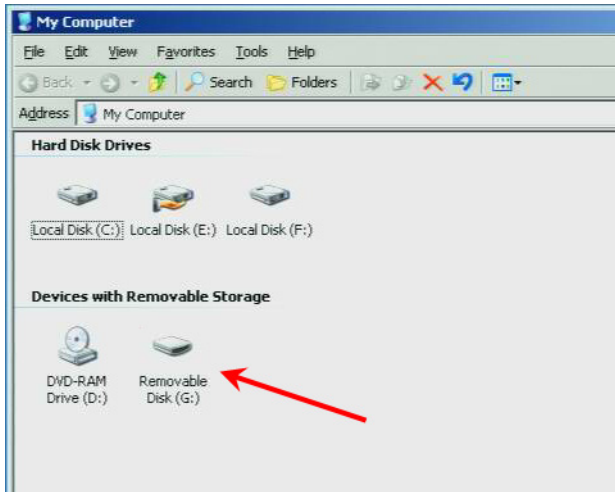 My Computer
File Edit View Favorites Tools Help
Back Search Folders
Address My Computer
Hard Disk Drives
Local Disk (C:) Local Disk (E:) Local Disk (F:)
Devices with Removable Storage
DVD-RAM Removable
Drive (D:) Disk (G:)